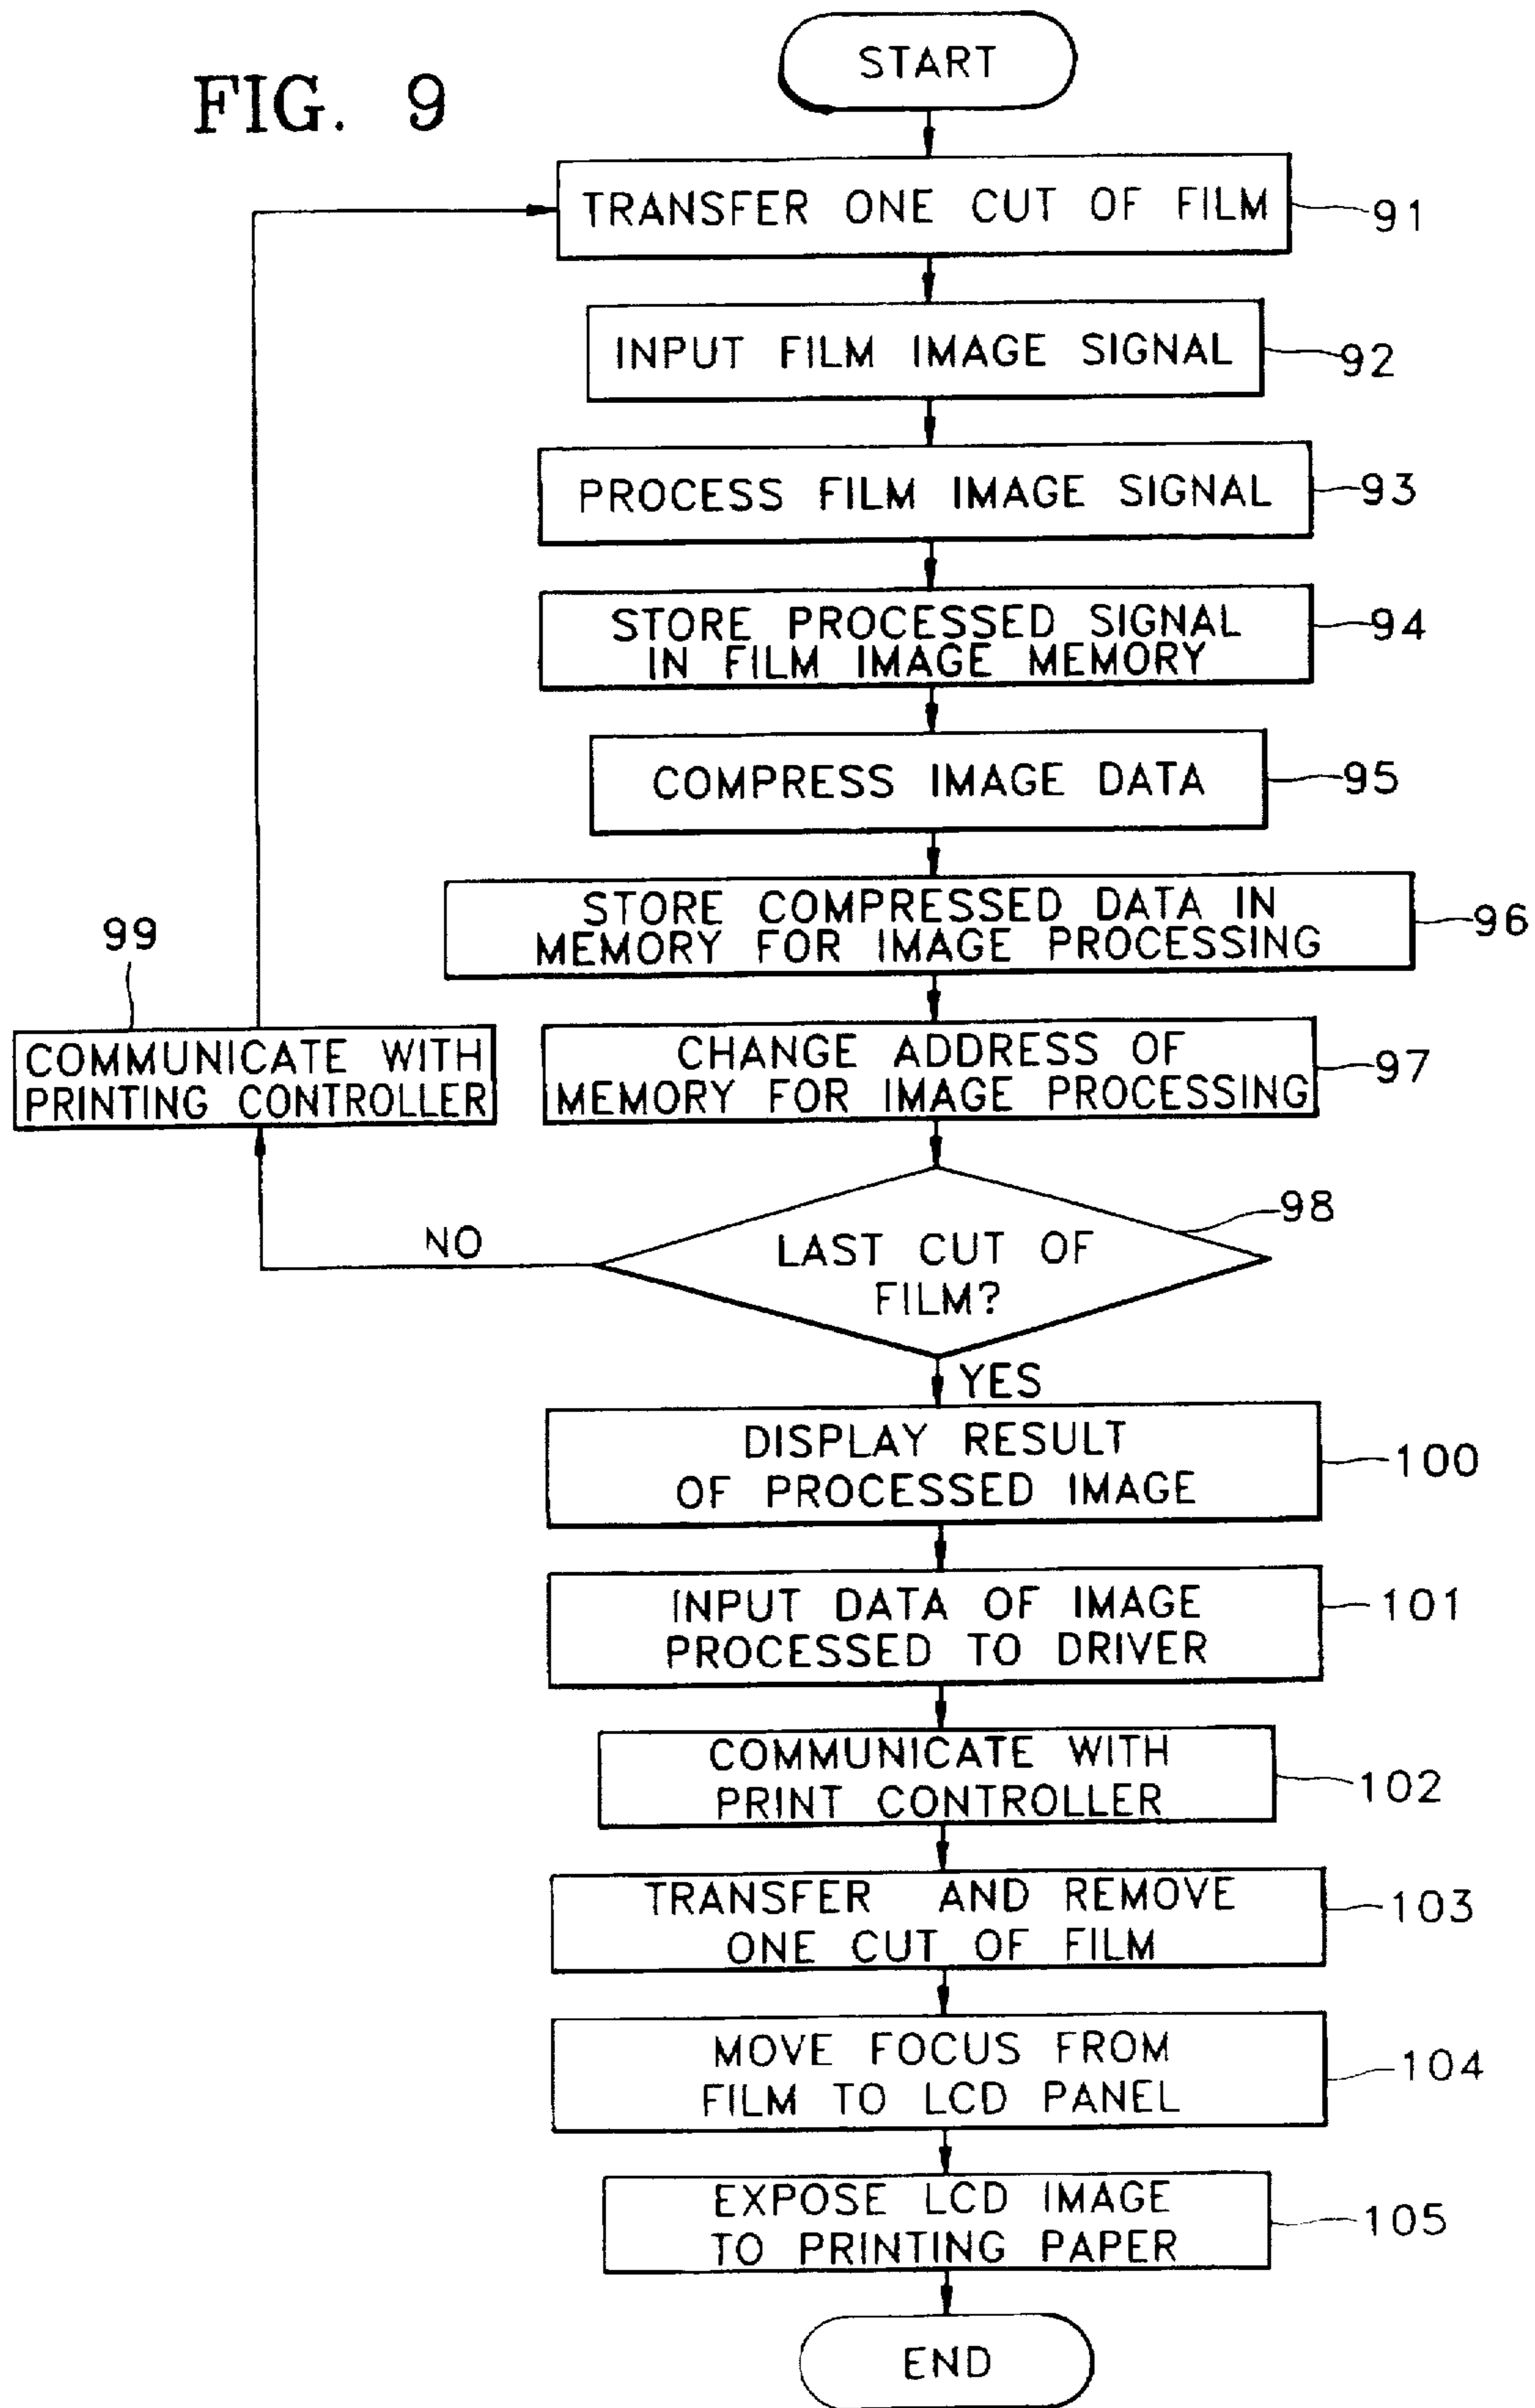 FIG. 9
START
TRANSFER ONE CUT OF FILM
91
INPUT FILM IMAGE SIGNAL
92
PROCESS FILM IMAGE SIGNAL
93
STORE PROCESSED SIGNAL
IN FILM IMAGE MEMORY
94
COMPRESS IMAGE DATA
95
STORE COMPRESSED DATA IN
MEMORY FOR IMAGE PROCESSING
96
99
COMMUNICATE WITH
PRINTING CONTROLLER
CHANGE ADDRESS OF
MEMORY FOR IMAGE PROCESSING
97
LAST CUT OF
FILM?
98
NO
YES
DISPLAY RESULT
OF PROCESSED IMAGE
100
INPUT DATA OF IMAGE
PROCESSED TO DRIVER
101
COMMUNICATE WITH
PRINT CONTROLLER
102
TRANSFER AND REMOVE
ONE CUT OF FILM
103
MOVE FOCUS FROM
FILM TO LCD PANEL
104
EXPOSE LCD IMAGE
TO PRINTING PAPER
105
END